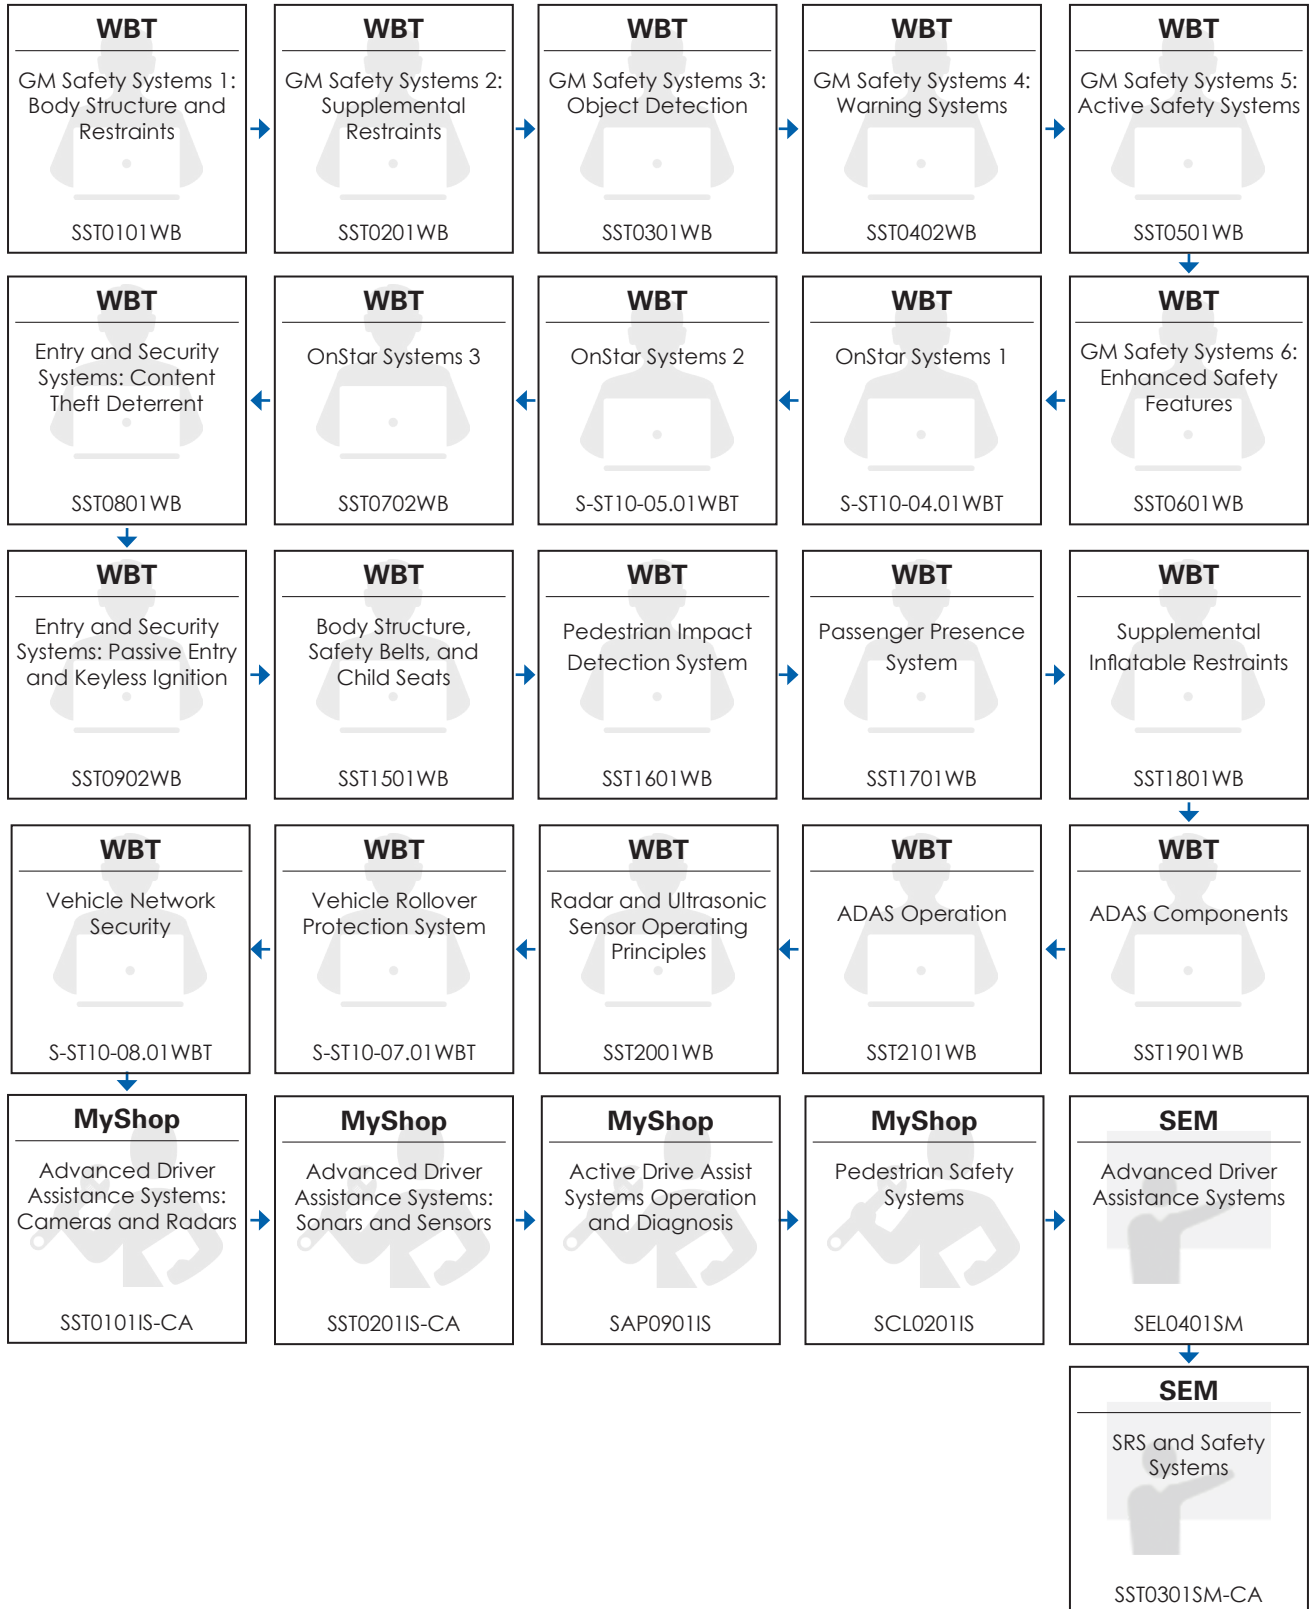 WBT
GM Safety Systems 1:
Body Structure and
Restraints
SST0101WB
WBT
GM Safety Systems 2:
Supplemental
Restraints
SST0201WB
WBT
GM Safety Systems 3:
Object Detection
SST0301WB
WBT
GM Safety Systems 4:
Warning Systems
SST0402WB
WBT
GM Safety Systems 5:
Active Safety Systems
SST0501WB
WBT
Entry and Security
Systems: Content
Theft Deterrent
SST0801WB
WBT
OnStar Systems 3
SST0702WB
WBT
OnStar Systems 2
S-ST10-05.01WBT
WBT
OnStar Systems 1
S-ST10-04.01WBT
WBT
GM Safety Systems 6:
Enhanced Safety
Features
SST0601WB
WBT
Entry and Security
Systems: Passive Entry
and Keyless Ignition
SST0902WB
WBT
Body Structure,
Safety Belts, and
Child Seats
SST1501WB
WBT
Pedestrian Impact
Detection System
SST1601WB
WBT
Passenger Presence
System
SST1701WB
WBT
Supplemental
Inflatable Restraints
SST1801WB
WBT
Vehicle Network
Security
S-ST10-08.01WBT
WBT
Vehicle Rollover
Protection System
S-ST10-07.01WBT
WBT
Radar and Ultrasonic
Sensor Operating
Principles
SST2001WB
WBT
ADAS Operation
SST2101WB
WBT
ADAS Components
SST1901WB
MyShop
Advanced Driver
Assistance Systems:
Cameras and Radars
SST0101IS-CA
MyShop
Advanced Driver
Assistance Systems:
Sonars and Sensors
SST0201IS-CA
MyShop
Active Drive Assist
Systems Operation
and Diagnosis
SAP0901IS
MyShop
Pedestrian Safety
Systems
SCL0201IS
SEM
Advanced Driver
Assistance Systems
SEL0401SM
SEM
SRS and Safety
Systems
SST0301SM-CA